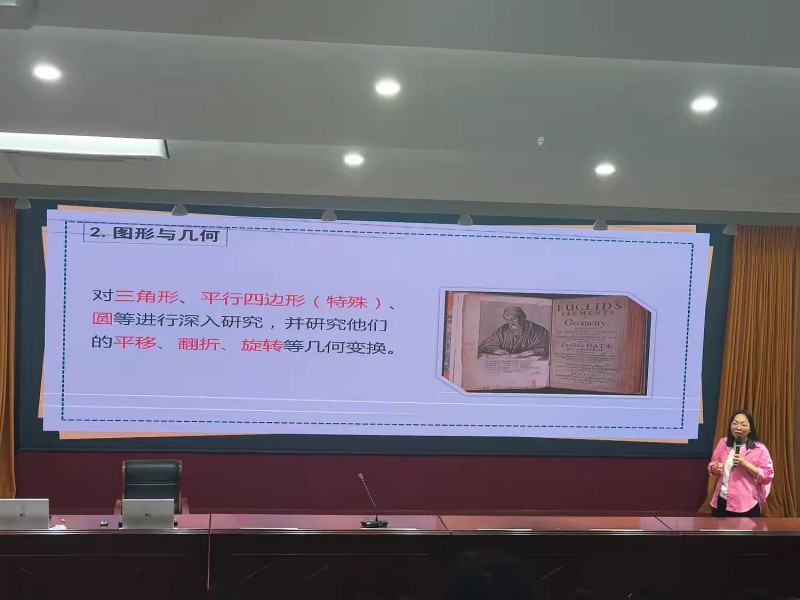 2. 图形与几何
对三角形、平行四边形（特殊）、
圆等进行深入研究，并研究他们
的平移、翻折、旋转等几何变换。
EUCLID'S
ELEMENTS
Geometry,